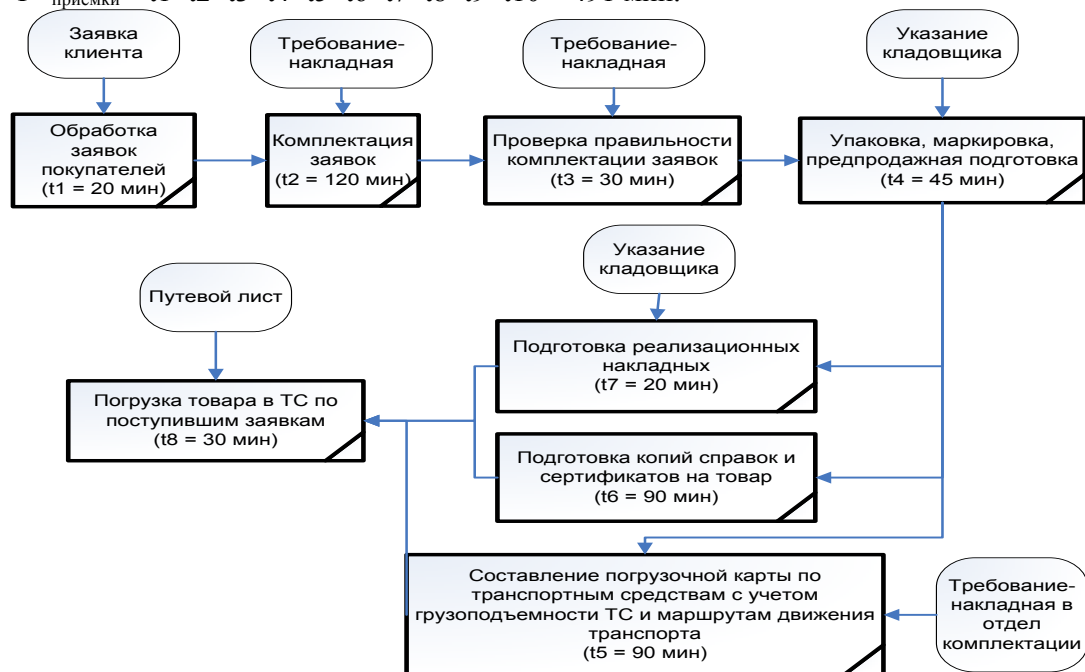 приемки
491 мин.
Заявка
клиента
Требование-
накладная
Требование-
накладная
Указание
кладовщика
Обработка
заявок
покупателей
(t1 = 20 мин)
Комплектация
заявок
(t2 = 120 мин)
Проверка правильности
комплектации заявок
(t3 = 30 мин)
Упаковка, маркировка,
предпродажная подготовка
(t4 = 45 мин)
Указание
кладовщика
Путевой лист
Подготовка реализационных
накладных
(t7 = 20 мин)
Погрузка товара в ТС по
поступившим заявкам
(t8 = 30 мин)
Подготовка копий справок и
сертификатов на товар
(t6 = 90 мин)
Составление погрузочной карты по
транспортным средствам с учетом
грузоподъемности ТС и маршрутам движения
транспорта
(t5 = 90 мин)
Требование-
накладная в
отдел
комплектации